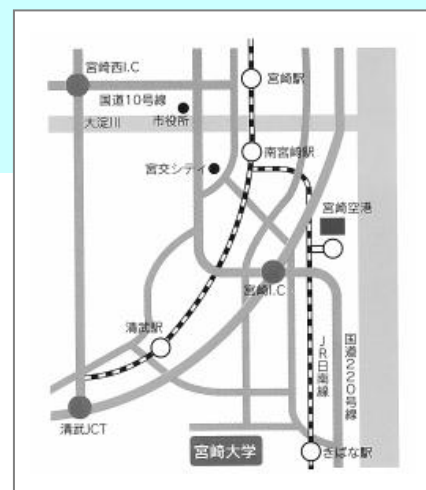 宮崎西I.C
宮崎駅
国道10号線
大淀川
市役所
南宮崎駅
宮交シティ
宮崎空港
宮崎I.C
清武駅
JR日南線
国道220号線
清武JCT
宮崎大学
きばな駅